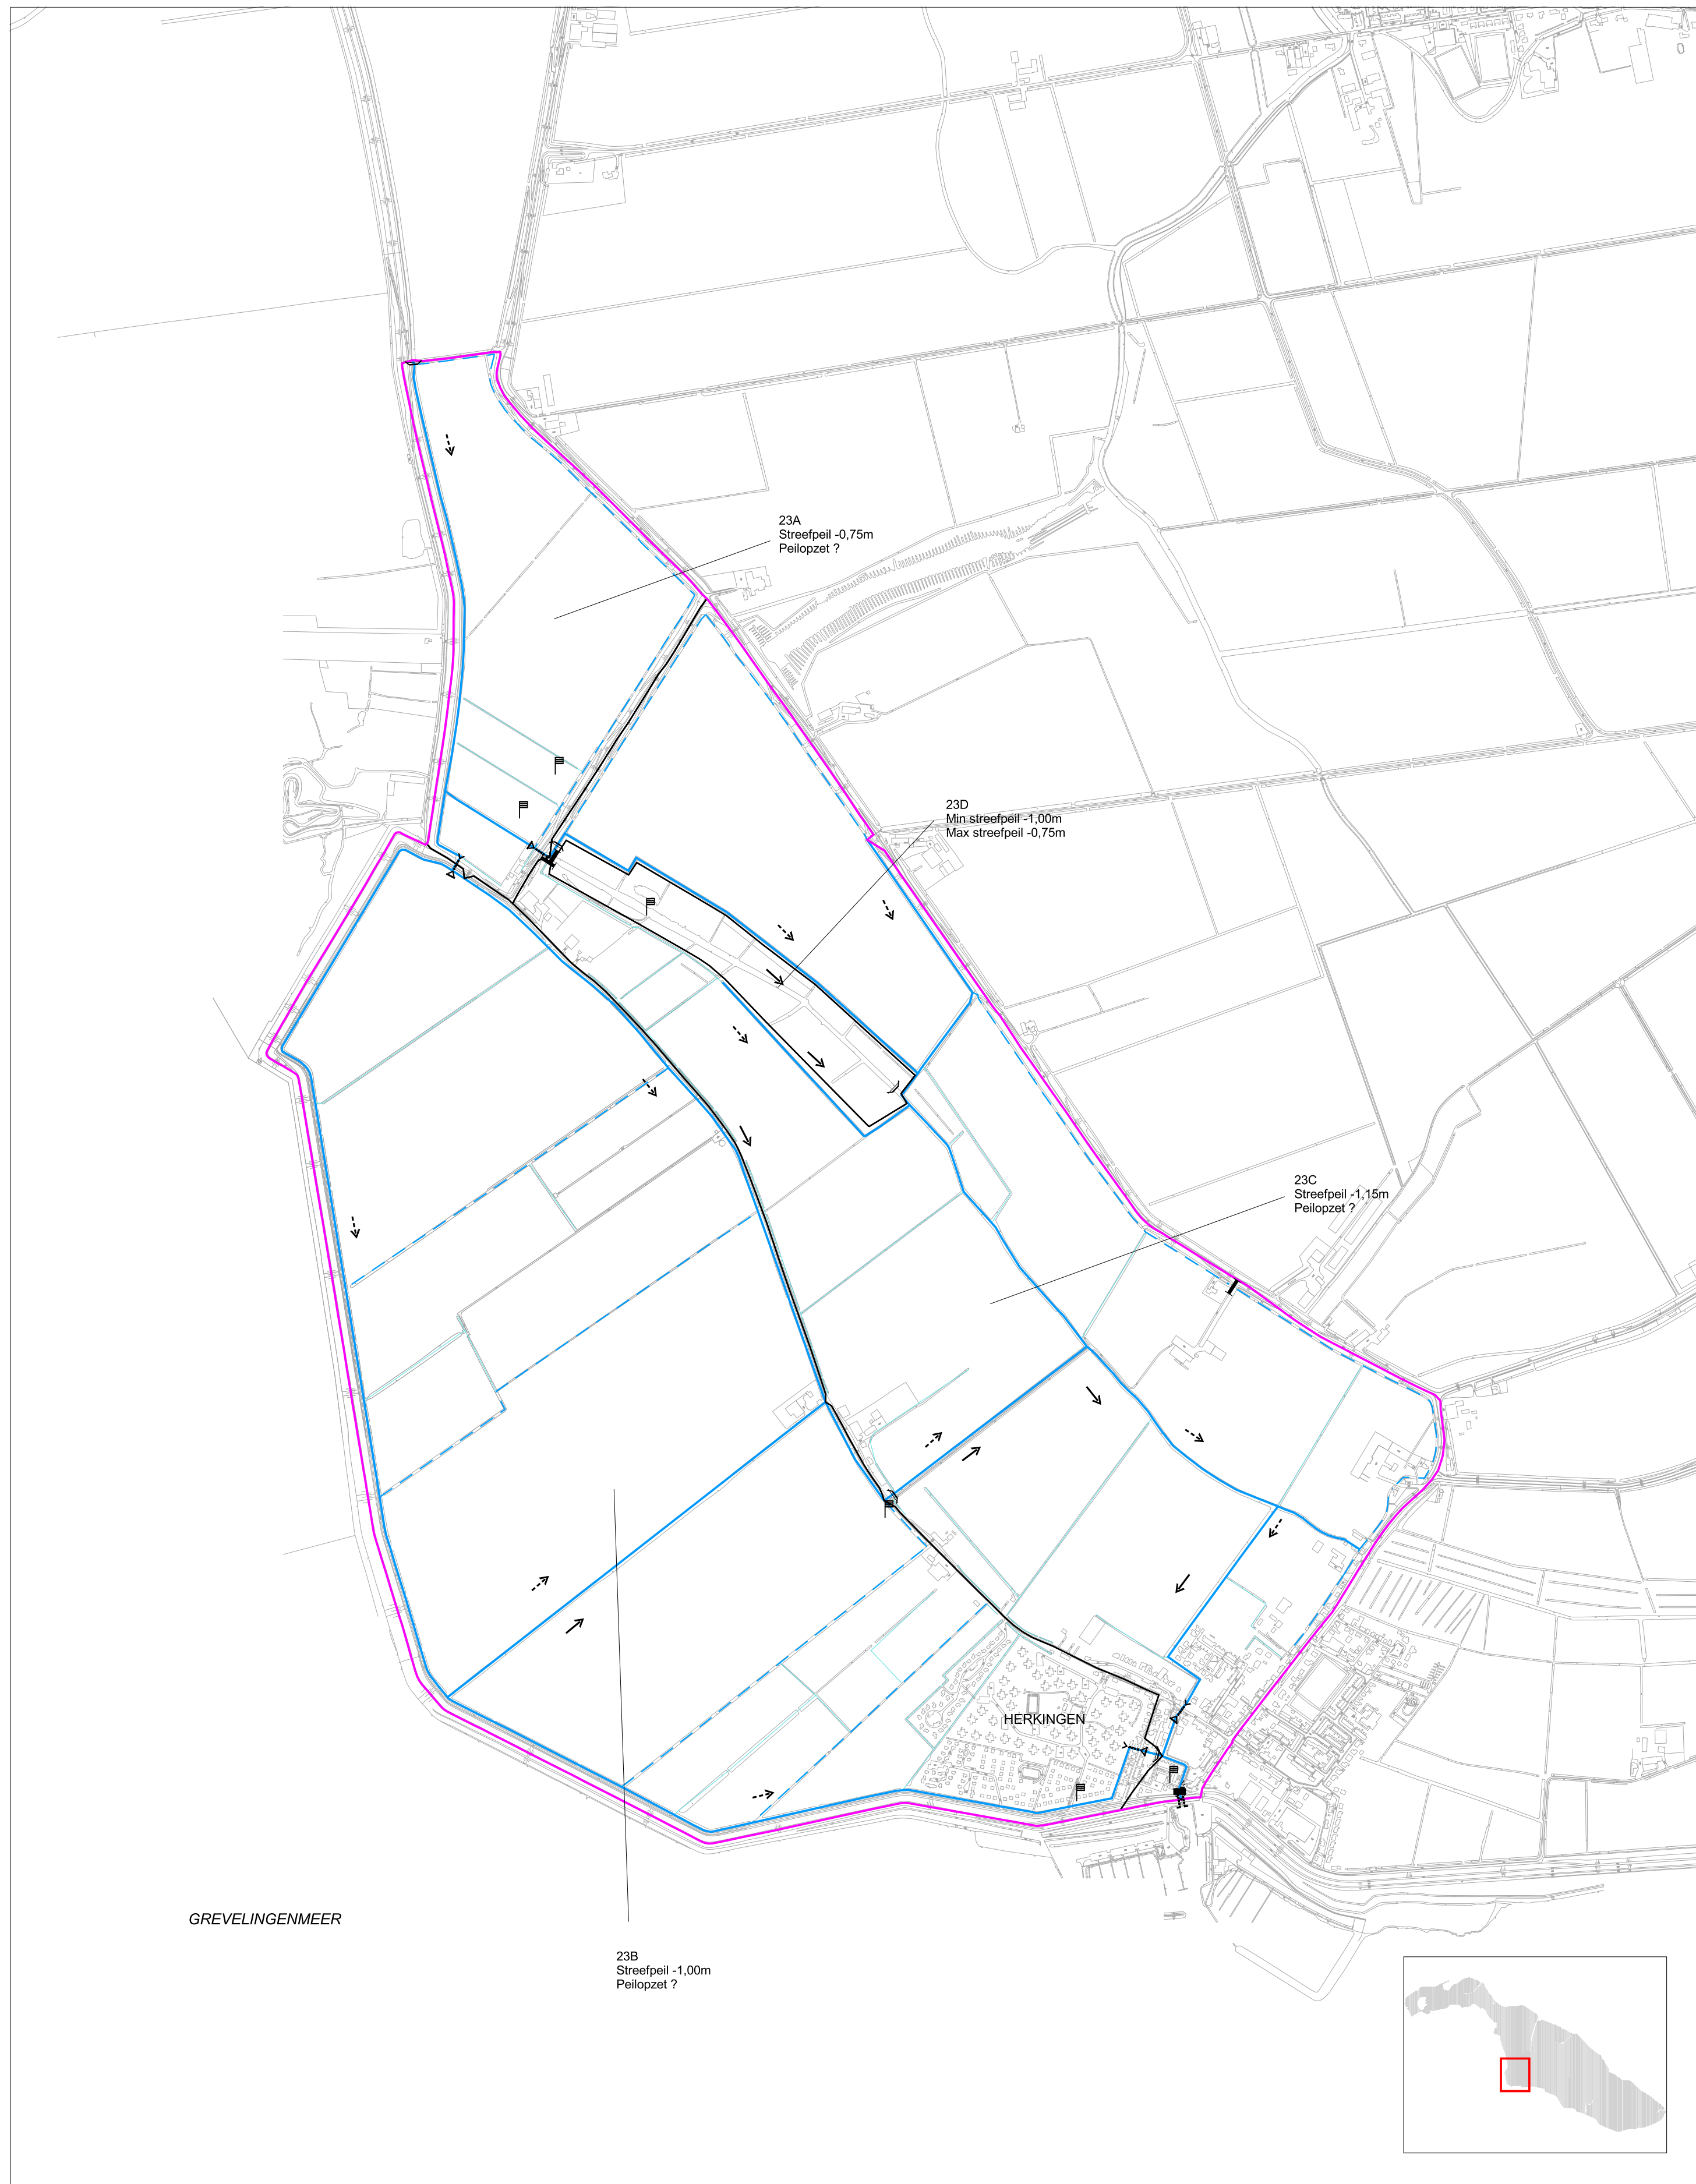 23A
Streefpeil -0,75m
Peilopzet ?
23D
Min streefpeil -1,00m
Max streefpeil -0,75m
23C
Streefpeil -1,15m
Peilopzet ?
HERKINGEN
GREVELINGENMEER
23B
Streefpeil -1,00m
Peilopzet ?